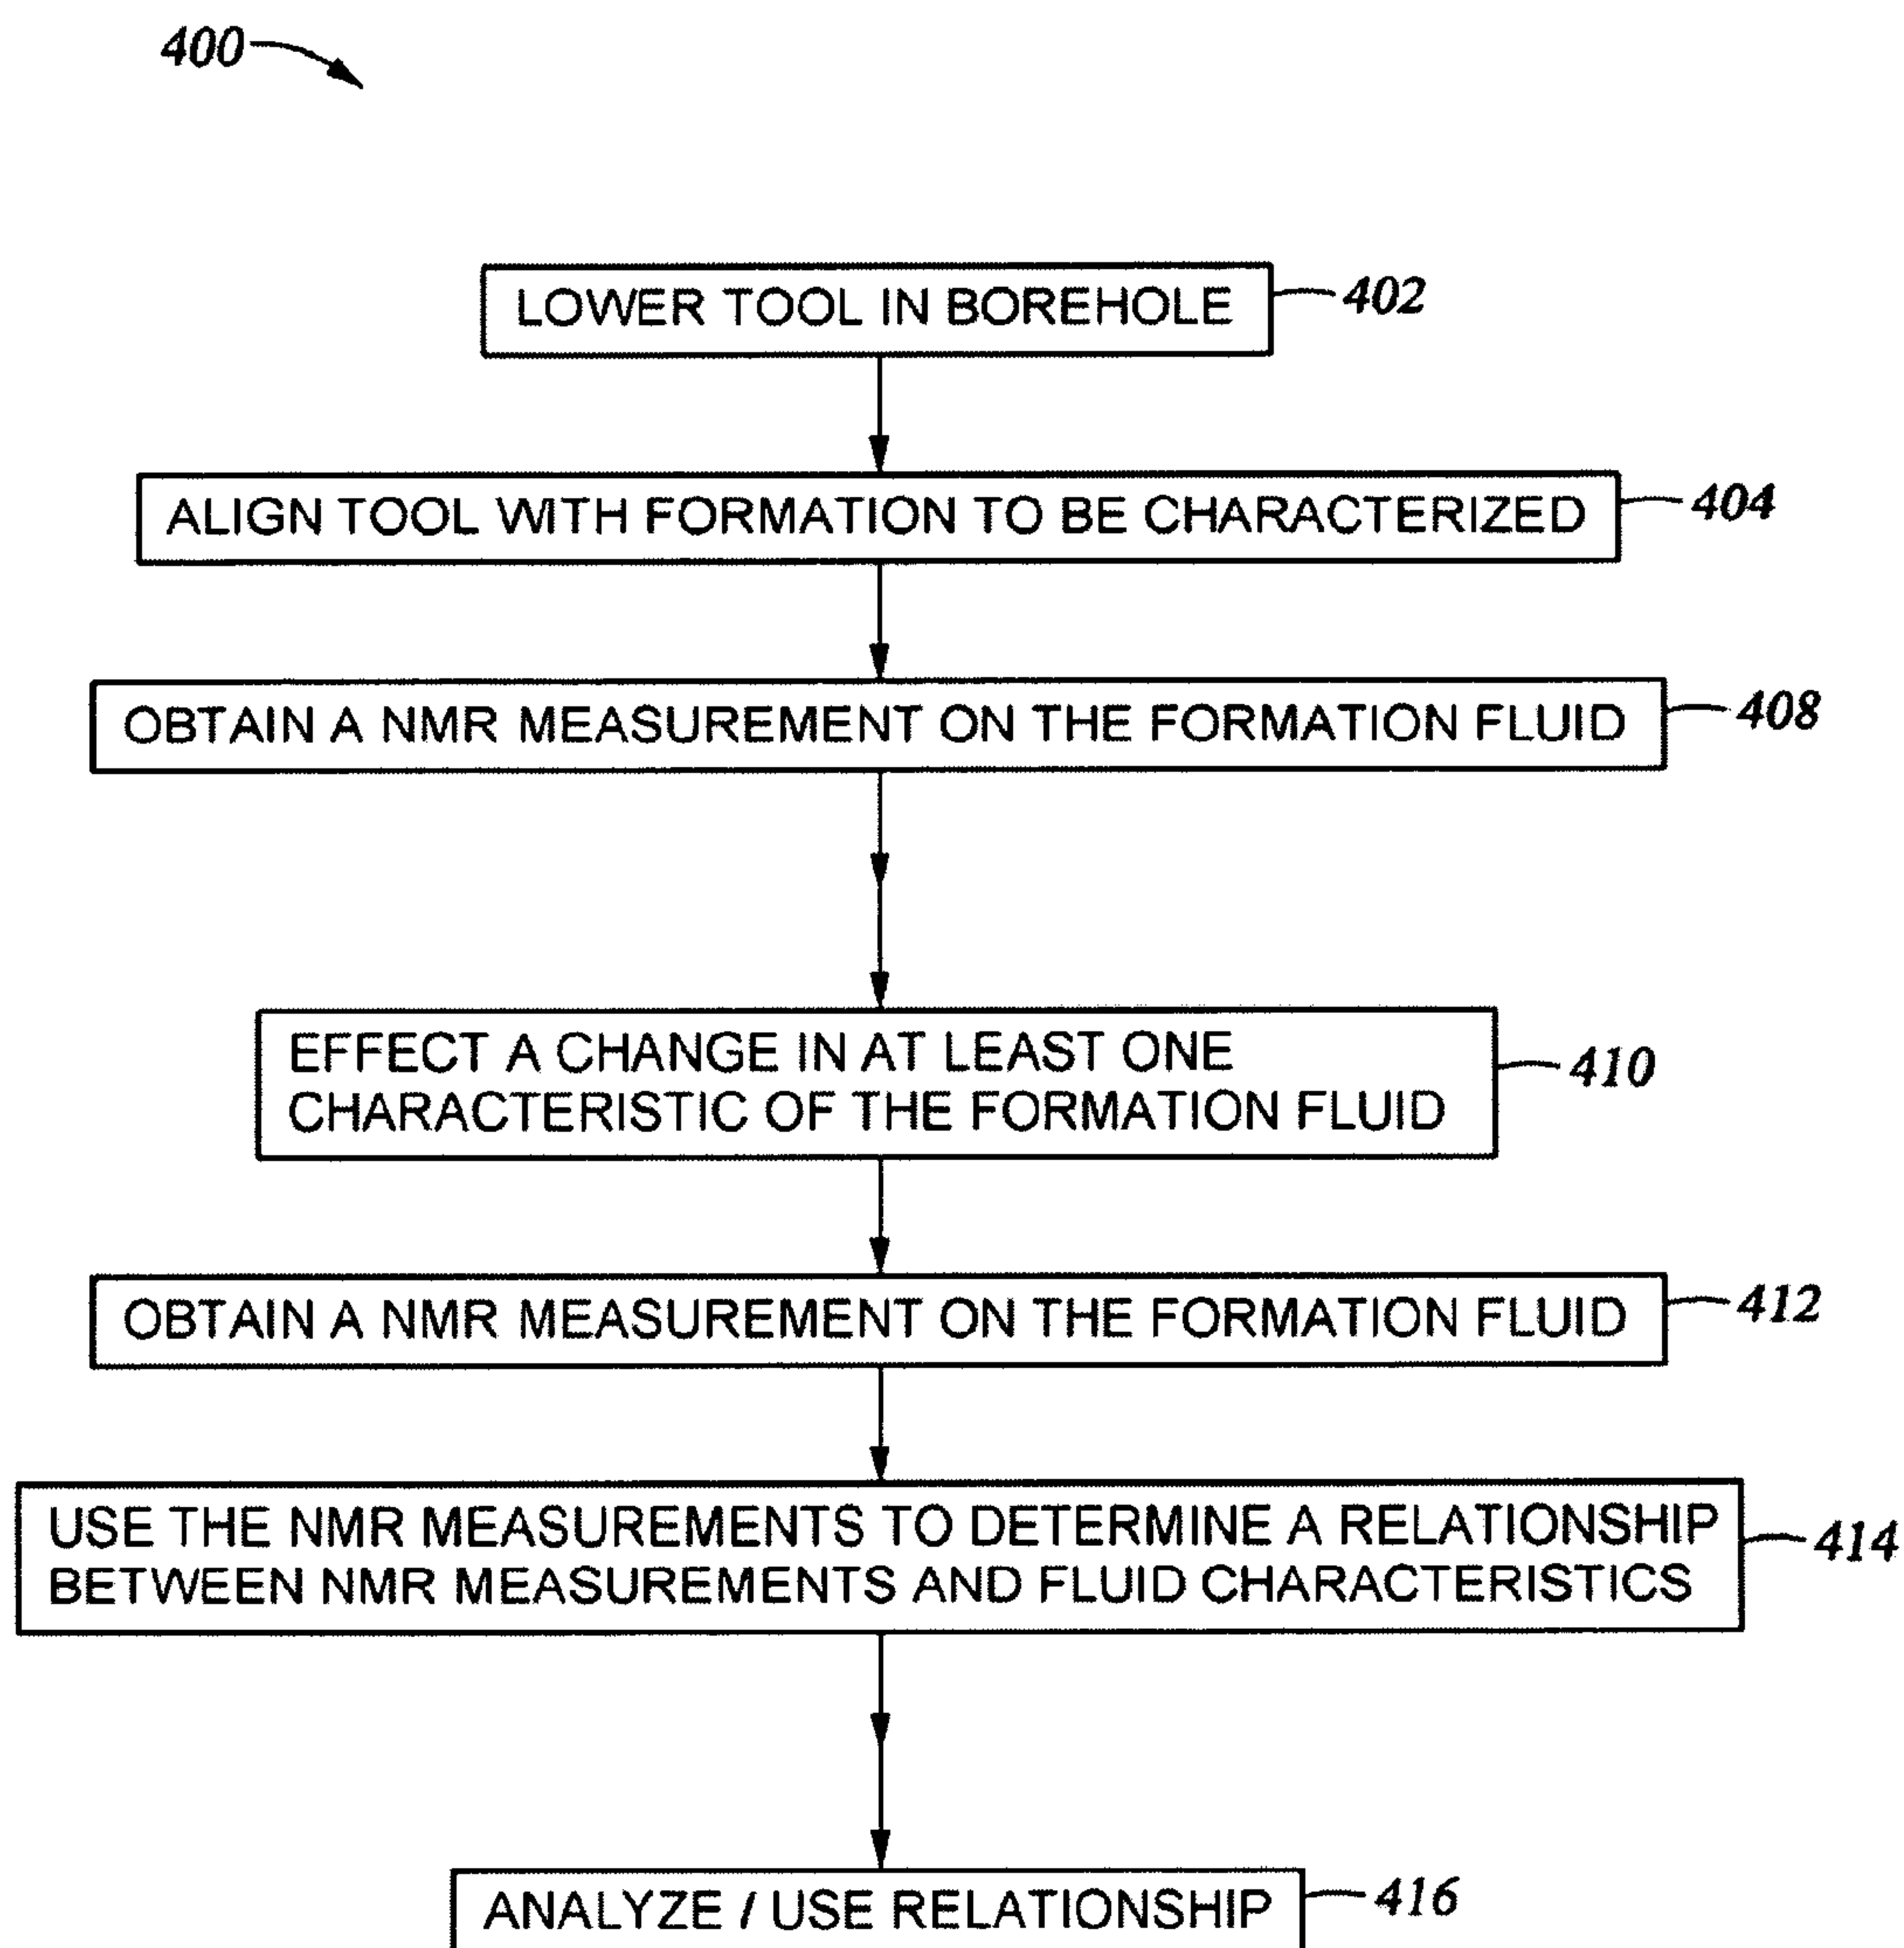 400
LOWER TOOL IN BOREHOLE
402
ALIGN TOOL WITH FORMATION TO BE CHARACTERIZED
404
OBTAIN A NMR MEASUREMENT ON THE FORMATION FLUID
408
EFFECT A CHANGE IN AT LEAST ONE
CHARACTERISTIC OF THE FORMATION FLUID
410
OBTAIN A NMR MEASUREMENT ON THE FORMATION FLUID
412
USE THE NMR MEASUREMENTS TO DETERMINE A RELATIONSHIP
BETWEEN NMR MEASUREMENTS AND FLUID CHARACTERISTICS
414
ANALYZE / USE RELATIONSHIP
416